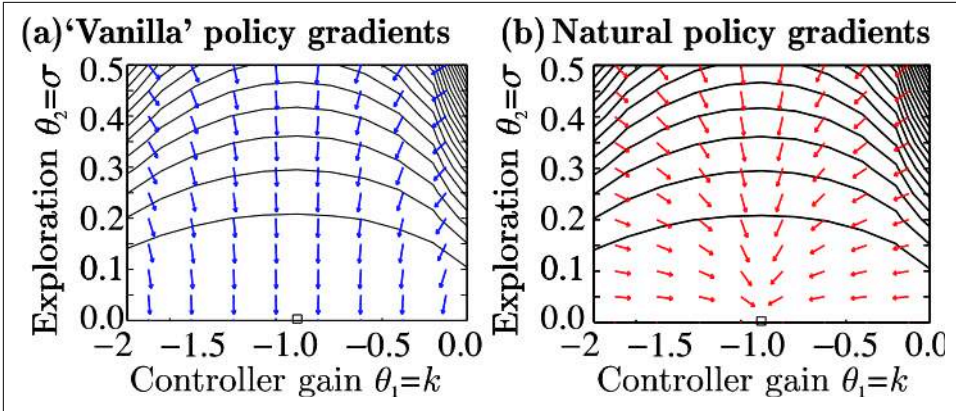 (a)‘Vanilla’ policy gradients
0.5
0.4
0.3
0.2
0.1
0.0
Exploration θ₂=σ
−2 −1.5 −1.0 −0.5 0.0
Controller gain θ₁=k
(b) Natural policy gradients
0.5
0.4
0.3
0.2
0.1
0.0
Exploration θ₂=σ
−2 −1.5 −1.0 −0.5 0.0
Controller gain θ₁=k